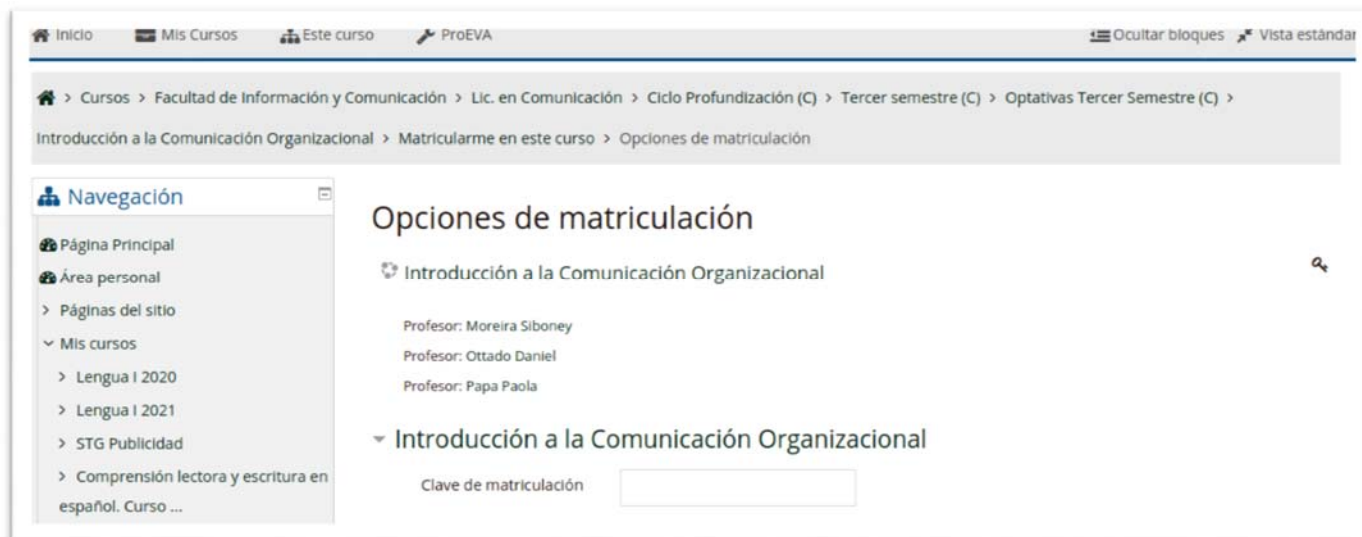 Inicio Mis Cursos Este curso ProEVA Ocultar bloques Vista estándar
> Cursos > Facultad de Información y Comunicación > Lic. en Comunicación > Ciclo Profundización (C) > Tercer semestre (C) > Optativas Tercer Semestre (C) >
Introducción a la Comunicación Organizacional > Matricularme en este curso > Opciones de matriculación
Navegación
Página Principal
Área personal
> Páginas del sitio
Mis cursos
> Lengua I 2020
> Lengua I 2021
> STG Publicidad
> Comprensión lectora y escritura en
español. Curso ...
Opciones de matriculación
Introducción a la Comunicación Organizacional
Profesor: Moreira Siboney
Profesor: Ottado Daniel
Profesor: Papa Paola
Introducción a la Comunicación Organizacional
Clave de matriculación